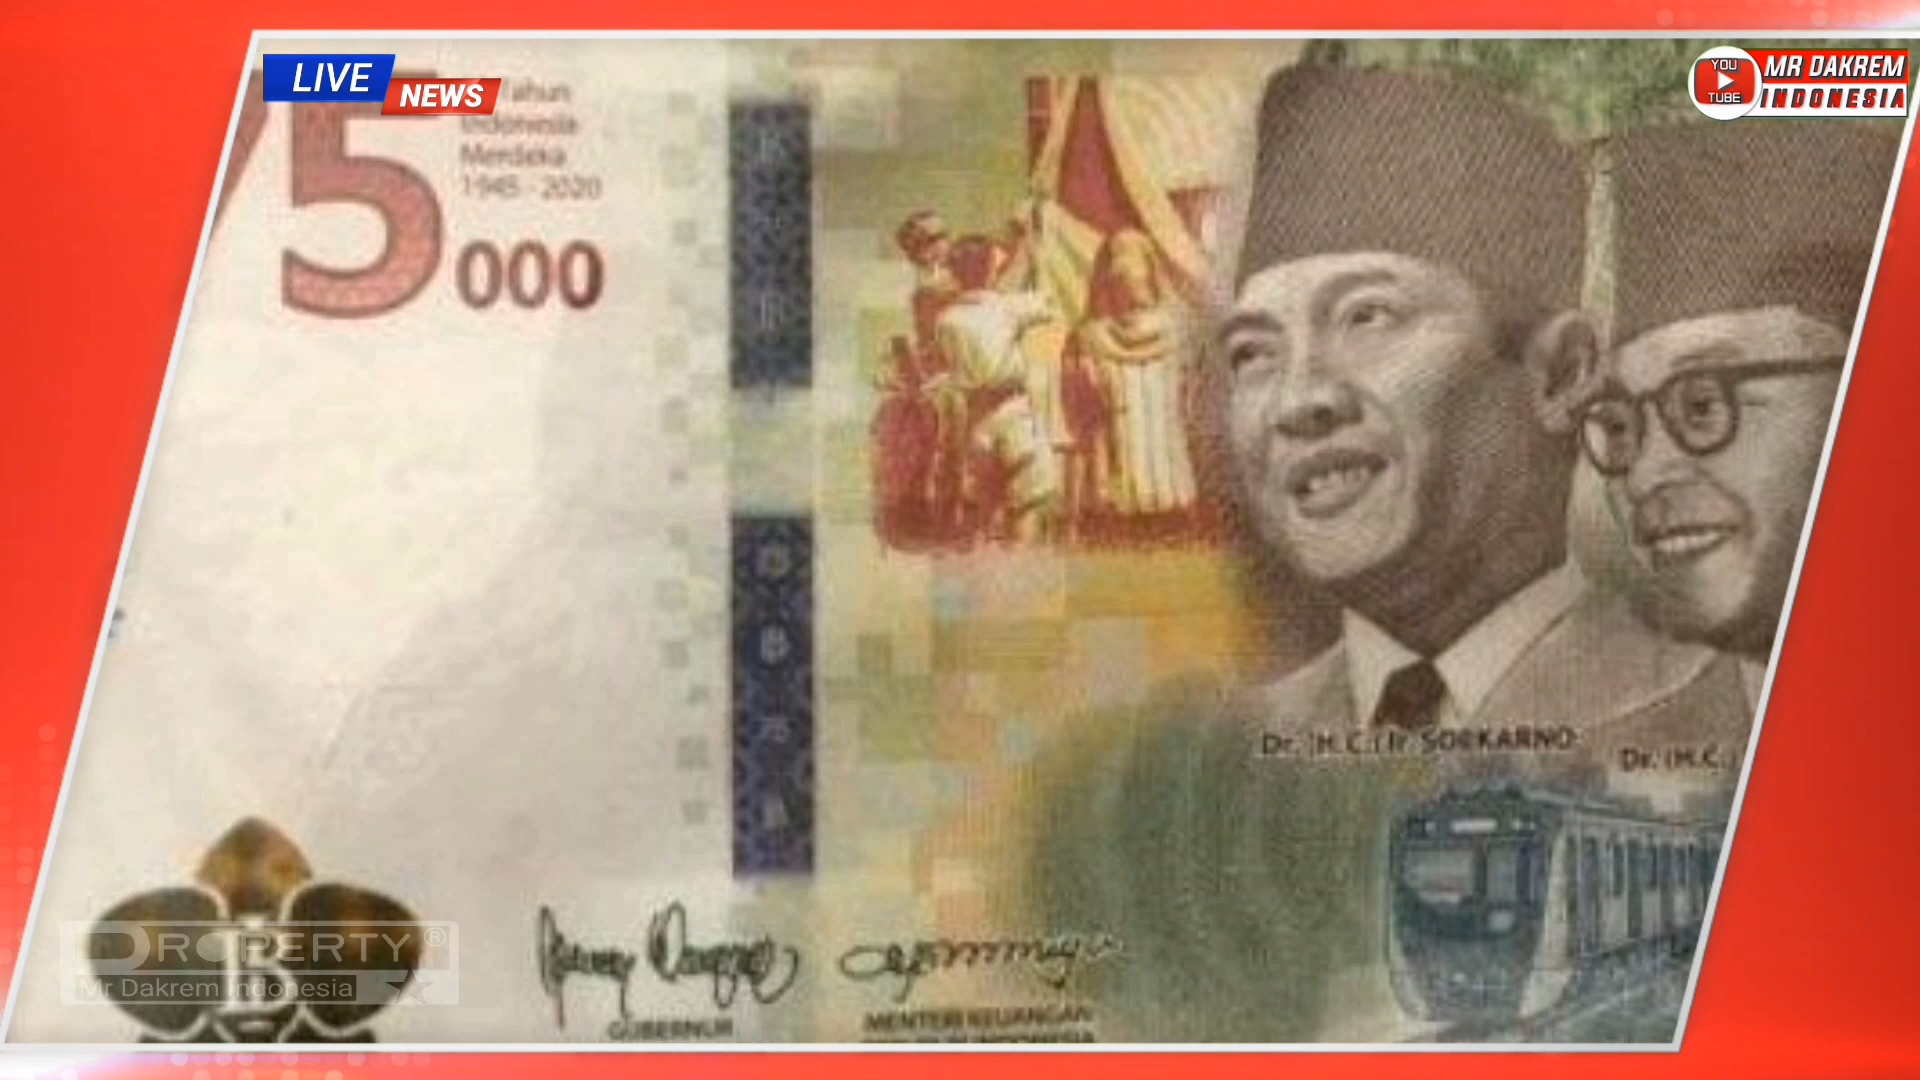 LIVE
NEWS
YOU
TUBE
MR DAKREM
INDONESIA
Tahun
Indonesia
Merdeka
1945 - 2020
75000
Dr. (H.C.) Ir. SOEKARNO
Dr. (H.C.)
PROPERTY ®
Mr Dakrem Indonesia
GUBERNUR
MENTERI KEUANGAN